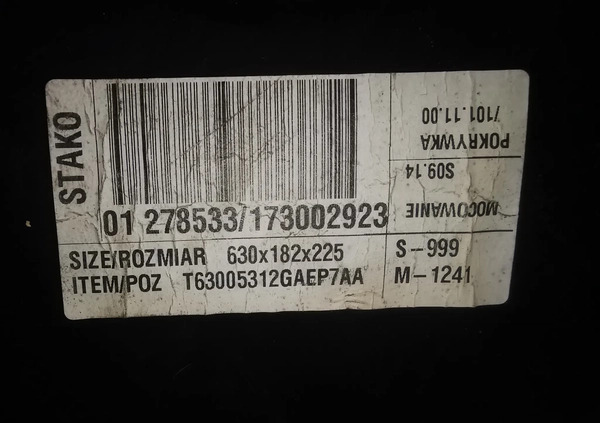 STAKO
01 278533/173002923
SIZE/ROZMIAR 630x182x225
ITEM/POZ T63005312GAEP7AA
POKRYWKA
/101.11.00
MOCOWANIE
S09.14
S-999
M-1241